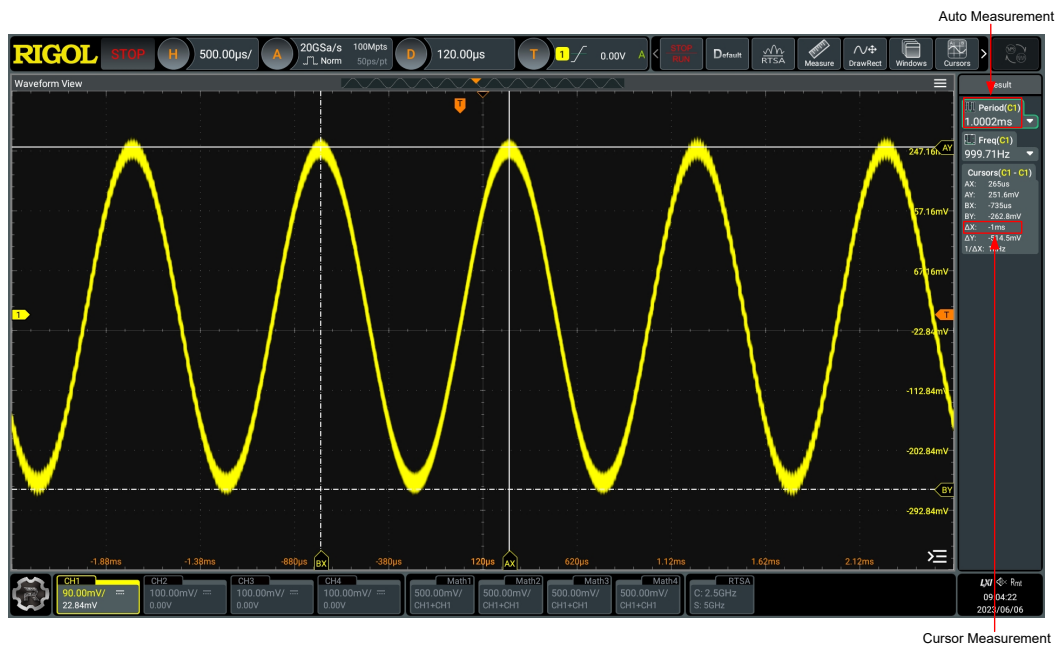 Auto Measurement
RIGOL STOP H 500.00μs/ A 20GSa/s 100Mpts Norm 50ps/pt D 120.00μs T 1 0.00V A STOP RUN Default RTSA Measure DrawRect Windows Cursors
Waveform View
T
Period(C1)
1.0002ms
Freq(C1)
999.71Hz
Cursors(C1 - C1)
AX: 265us
AY: 251.6mV
BX: -735us
BY: -262.8mV
ΔX: -1ms
ΔY:
1/ΔX:
AY
57.16mV
1
T
-22.84mV
-112.84mV
-202.84mV
BY
-292.84mV
-1.88ms -1.38ms -880μs BX -380μs 120μs AX 620μs 1.12ms 1.62ms 2.12ms
CH1 CH2 CH3 CH4 Math1 Math2 Math3 Math4 RTSA
90.00mV/ 100.00mV/ 100.00mV/ 100.00mV/ 500.00mV/ 500.00mV/ 500.00mV/ 500.00mV/ C: 2.5GHz
22.84mV 0.00V 0.00V 0.00V CH1+CH1 CH1+CH1 CH1+CH1 CH1+CH1 S: 5GHz
LXI Rmt
09:04:22
2023/06/06
Cursor Measurement